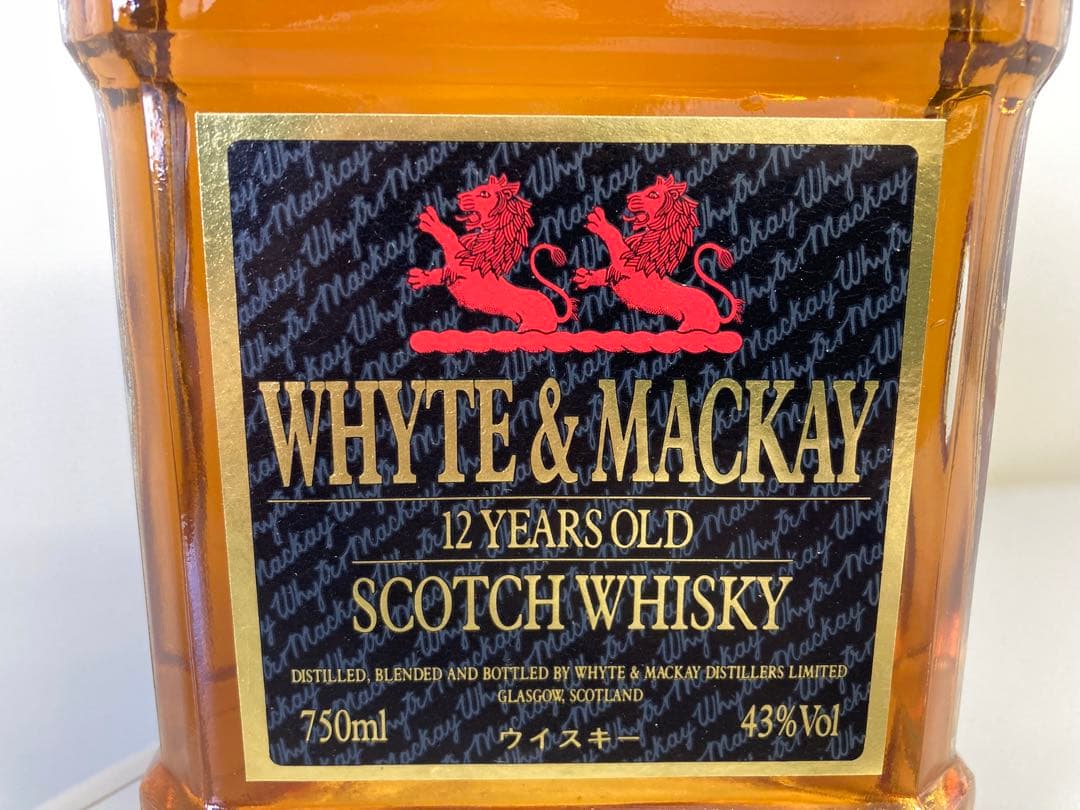 WHYTE & MACKAY
12 YEARS OLD
SCOTCH WHISKY
DISTILLED, BLENDED AND BOTTLED BY WHYTE & MACKAY DISTILLERS LIMITED
GLASGOW, SCOTLAND
750ml
ウイスキー
43%Vol